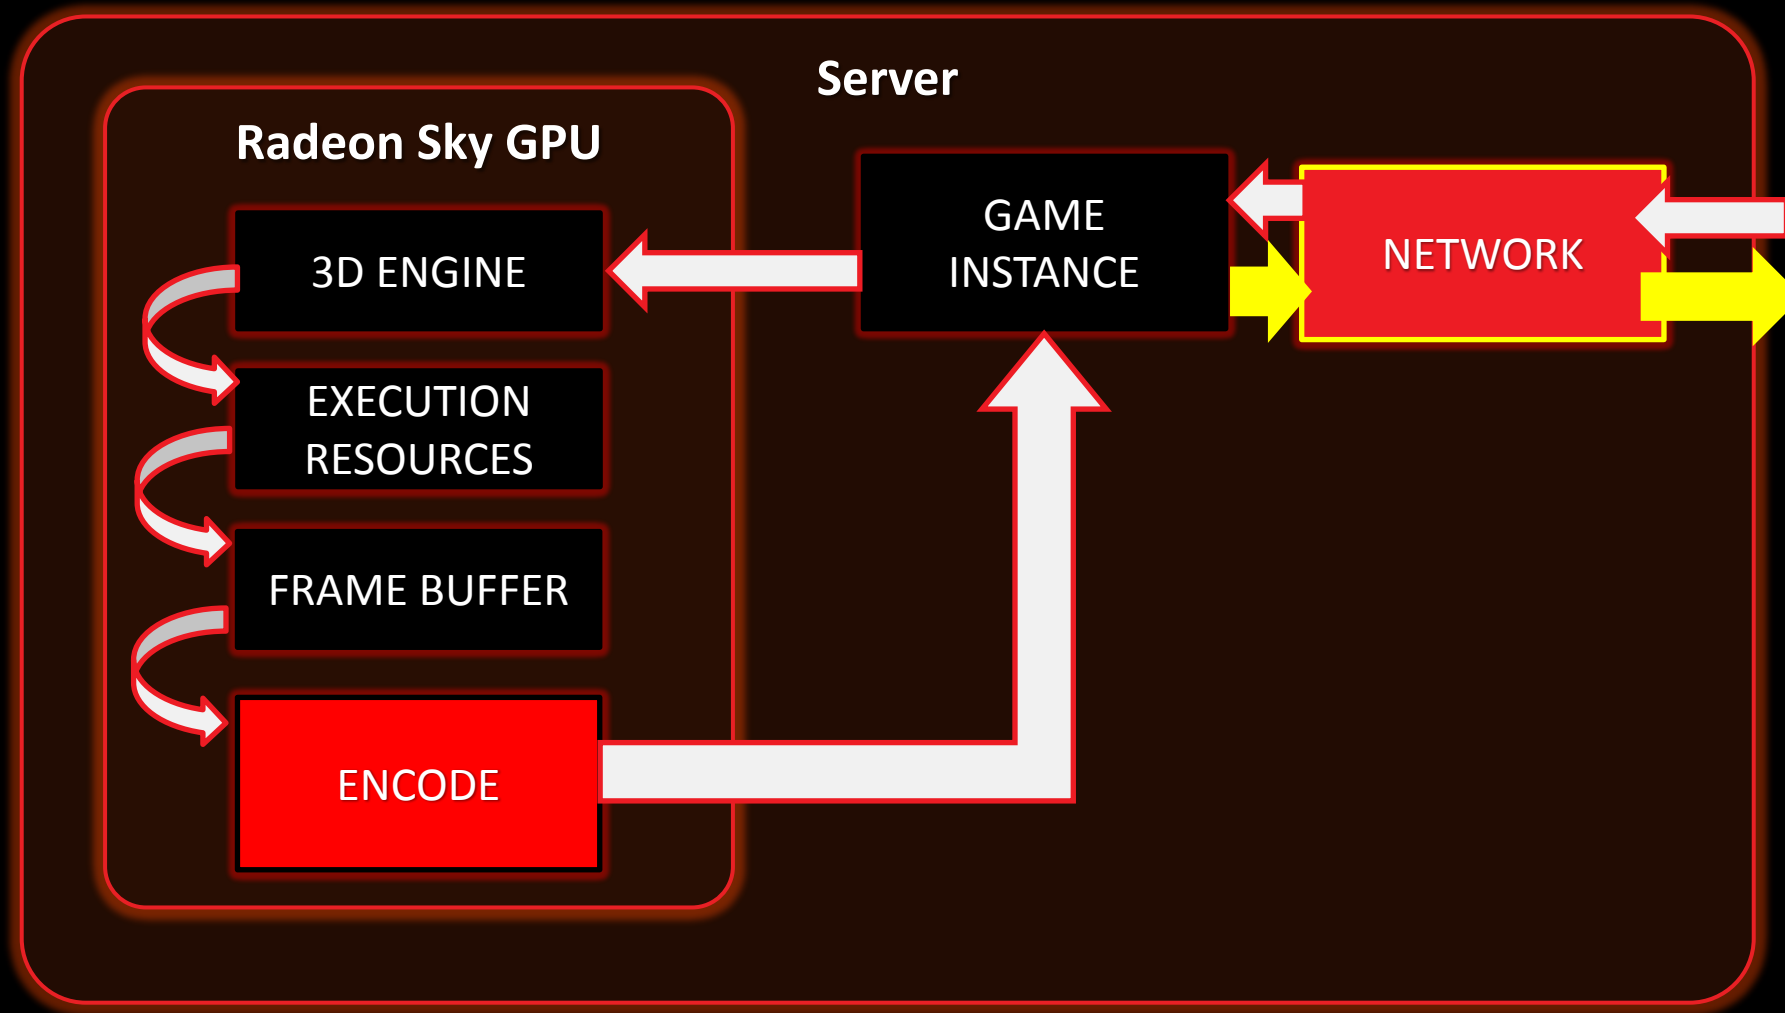 Server
Radeon Sky GPU
3D ENGINE
EXECUTION
RESOURCES
FRAME BUFFER
ENCODE
GAME
INSTANCE
NETWORK